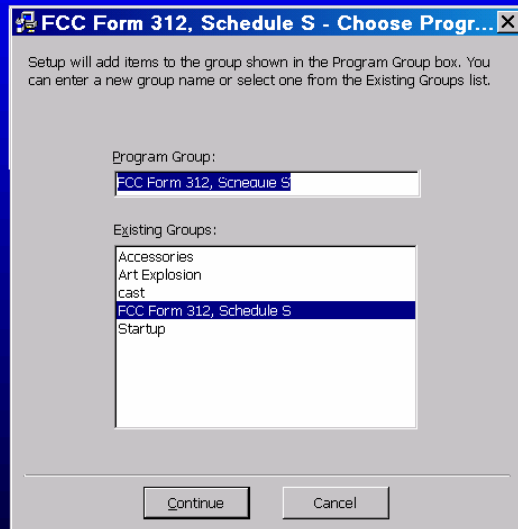 FCC Form 312, Schedule S - Choose Progr...
Setup will add items to the group shown in the Program Group box. You
can enter a new group name or select one from the Existing Groups list.
Program Group:
FCC Form 312, Schedule S
Existing Groups:
Accessories
Art Explosion
cast
FCC Form 312, Schedule S
Startup
Continue
Cancel